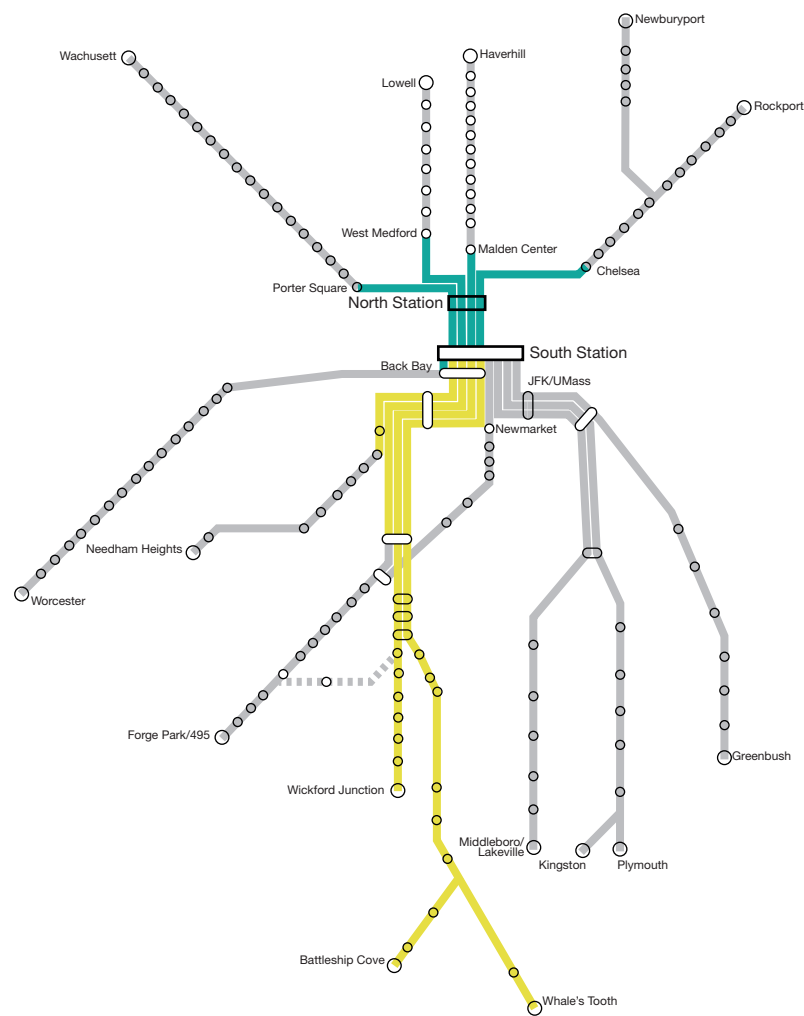 Newburyport
Wachusett
Haverhill
Lowell
Rockport
West Medford
Malden Center
Chelsea
Porter Square
North Station
South Station
Back Bay
JFK/UMass
Newmarket
Needham Heights
Worcester
Forge Park/495
Greenbush
Wickford Junction
Middleboro/
Lakeville
Kingston
Plymouth
Battleship Cove
Whale's Tooth